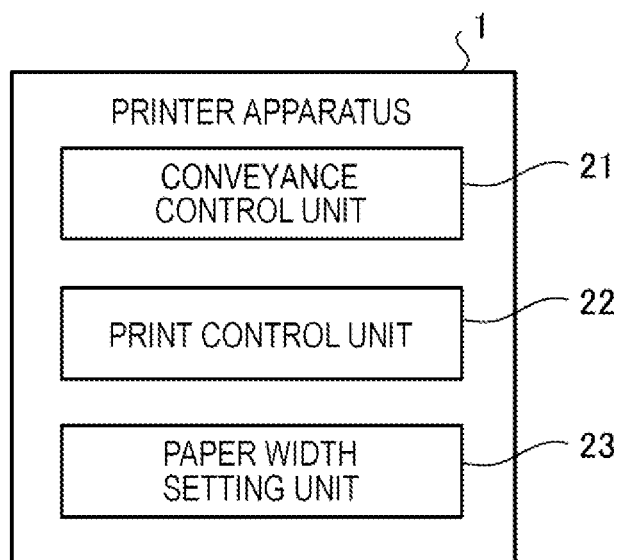 1
PRINTER APPARATUS
CONVEYANCE
CONTROL UNIT
21
PRINT CONTROL UNIT
22
PAPER WIDTH
SETTING UNIT
23